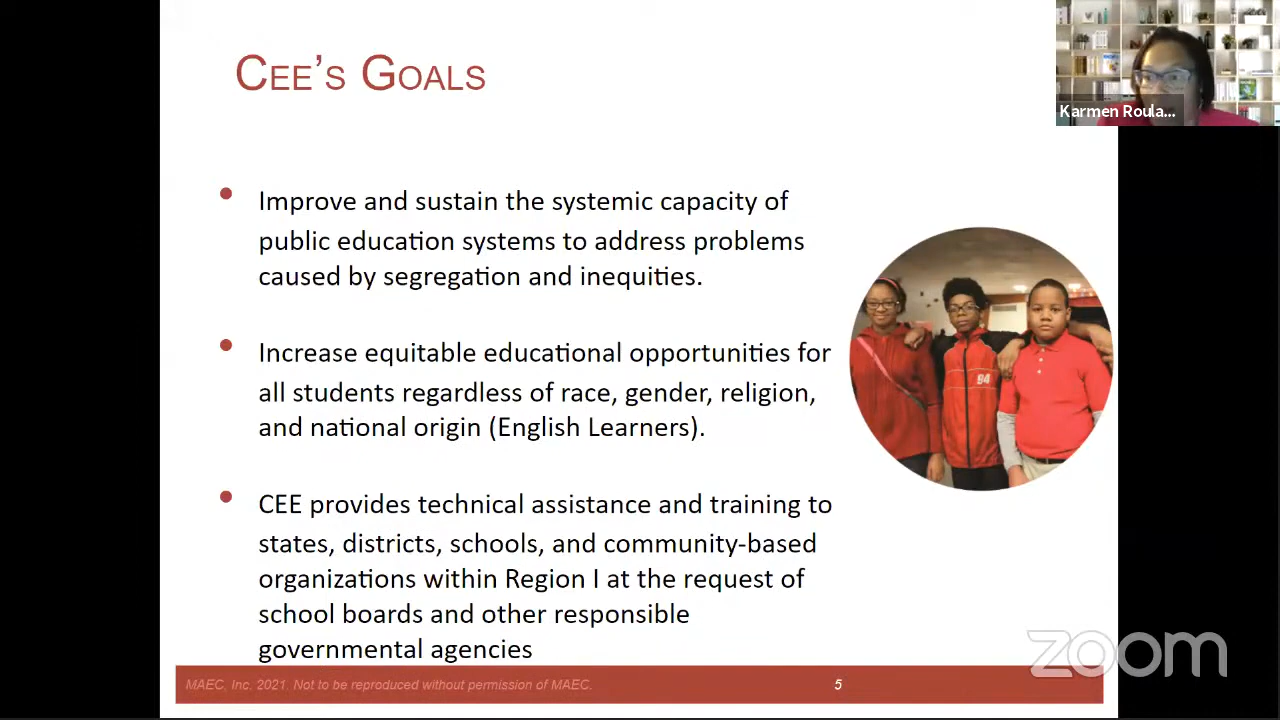 CEE'S GOALS
Karmen Roula...
Improve and sustain the systemic capacity of
public education systems to address problems
caused by segregation and inequities.
Increase equitable educational opportunities for
all students regardless of race, gender, religion,
and national origin (English Learners).
94
CEE provides technical assistance and training to
states, districts, schools, and community-based
organizations within Region I at the request of
school boards and other responsible
governmental agencies
zoom
MAEC, Inc. 2021. Not to be reproduced without permission of MAEC.
5